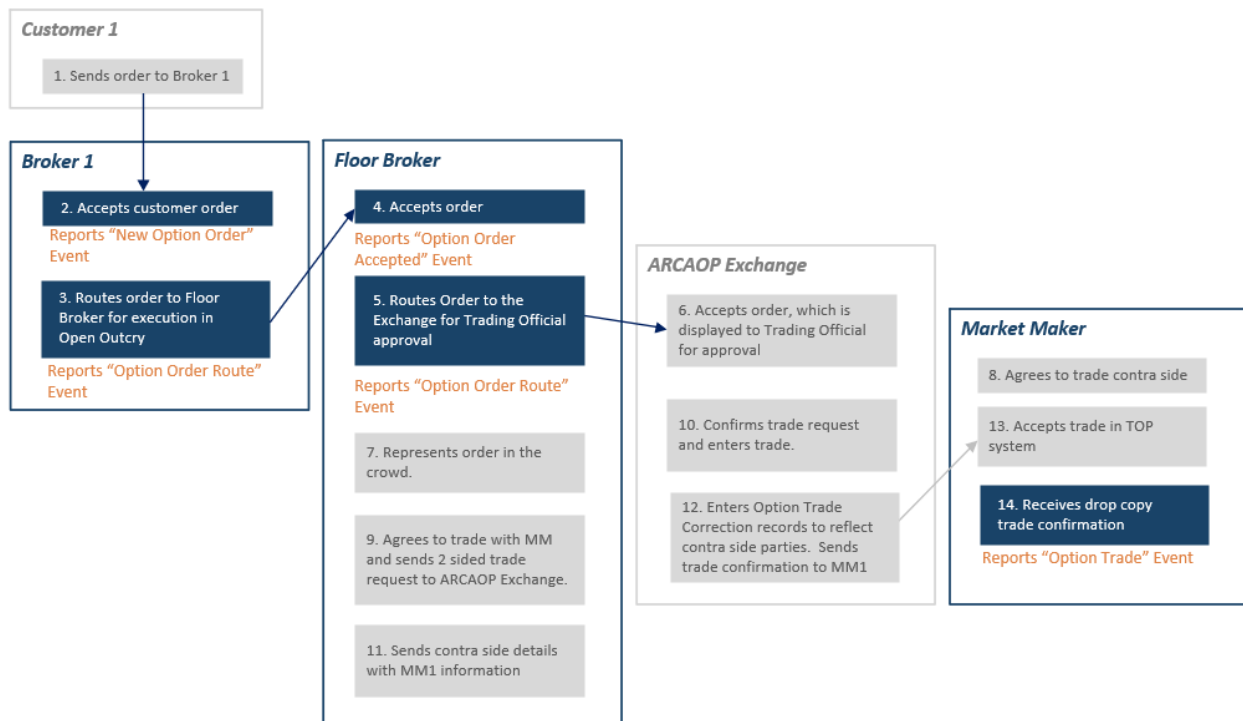 Customer 1
1. Sends order to Broker 1
Broker 1
2. Accepts customer order
Reports “New Option Order”
Event
3. Routes order to Floor
Broker for execution in
Open Outcry
Reports “Option Order Route”
Event
Floor Broker
4. Accepts order
Reports “Option Order
Accepted” Event
5. Routes Order to the
Exchange for Trading Official
approval
Reports “Option Order Route”
Event
7. Represents order in the
crowd.
9. Agrees to trade with MM
and sends 2 sided trade
request to ARCAOP Exchange.
11. Sends contra side details
with MM1 information
ARCAOP Exchange
6. Accepts order, which is
displayed to Trading Official
for approval
10. Confirms trade request
and enters trade.
12. Enters Option Trade
Correction records to reflect
contra side parties.  Sends
trade confirmation to MM1
Market Maker
8. Agrees to trade contra side
13. Accepts trade in TOP
system
14. Receives drop copy
trade confirmation
Reports “Option Trade” Event